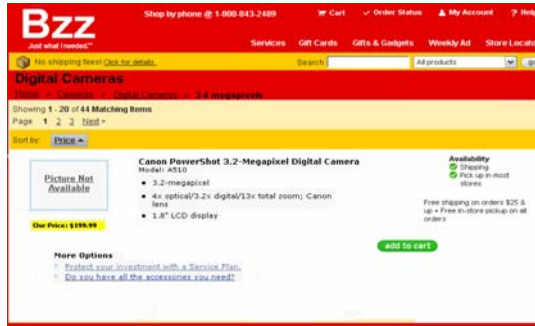 Bzz
Just what I needed.™
Shop by phone @ 1-800-843-2489
Cart
Order Status
My Account
? Help
Services
Gift Cards
Gifts & Gadgets
Weekly Ad
Store Locato
No shipping fees! Click for details.
Search
All products
go
Digital Cameras
Home > Cameras > Digital Cameras > 3-4 megapixels
Showing 1 - 20 of 44 Matching Items
Page 1 2 3 Next
Sort by: Price
Picture Not
Available
Our Price: $199.99
Canon PowerShot 3.2-Megapixel Digital Camera
Model: A510
3.2-megapixel
4x optical/3.2x digital/13x total zoom; Canon
lens
1.8" LCD display
Availability
Shipping
Pick up in most
stores
Free shipping on orders $25 &
up + Free in-store pickup on all
orders
add to cart
More Options
Protect your investment with a Service Plan.
Do you have all the accessories you need?